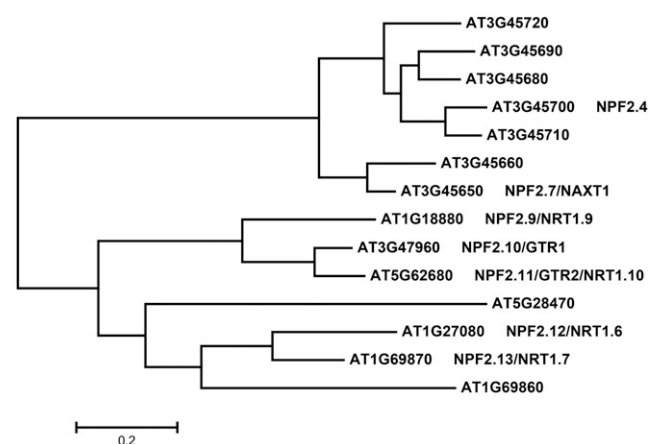 AT3G45720
AT3G45690
AT3G45680
AT3G45700 NPF2.4
AT3G45710
AT3G45660
AT3G45650 NPF2.7/NAXT1
AT1G18880 NPF2.9/NRT1.9
AT3G47960 NPF2.10/GTR1
AT5G62680 NPF2.11/GTR2/NRT1.10
AT5G28470
AT1G27080 NPF2.12/NRT1.6
AT1G69870 NPF2.13/NRT1.7
AT1G69860
0.2